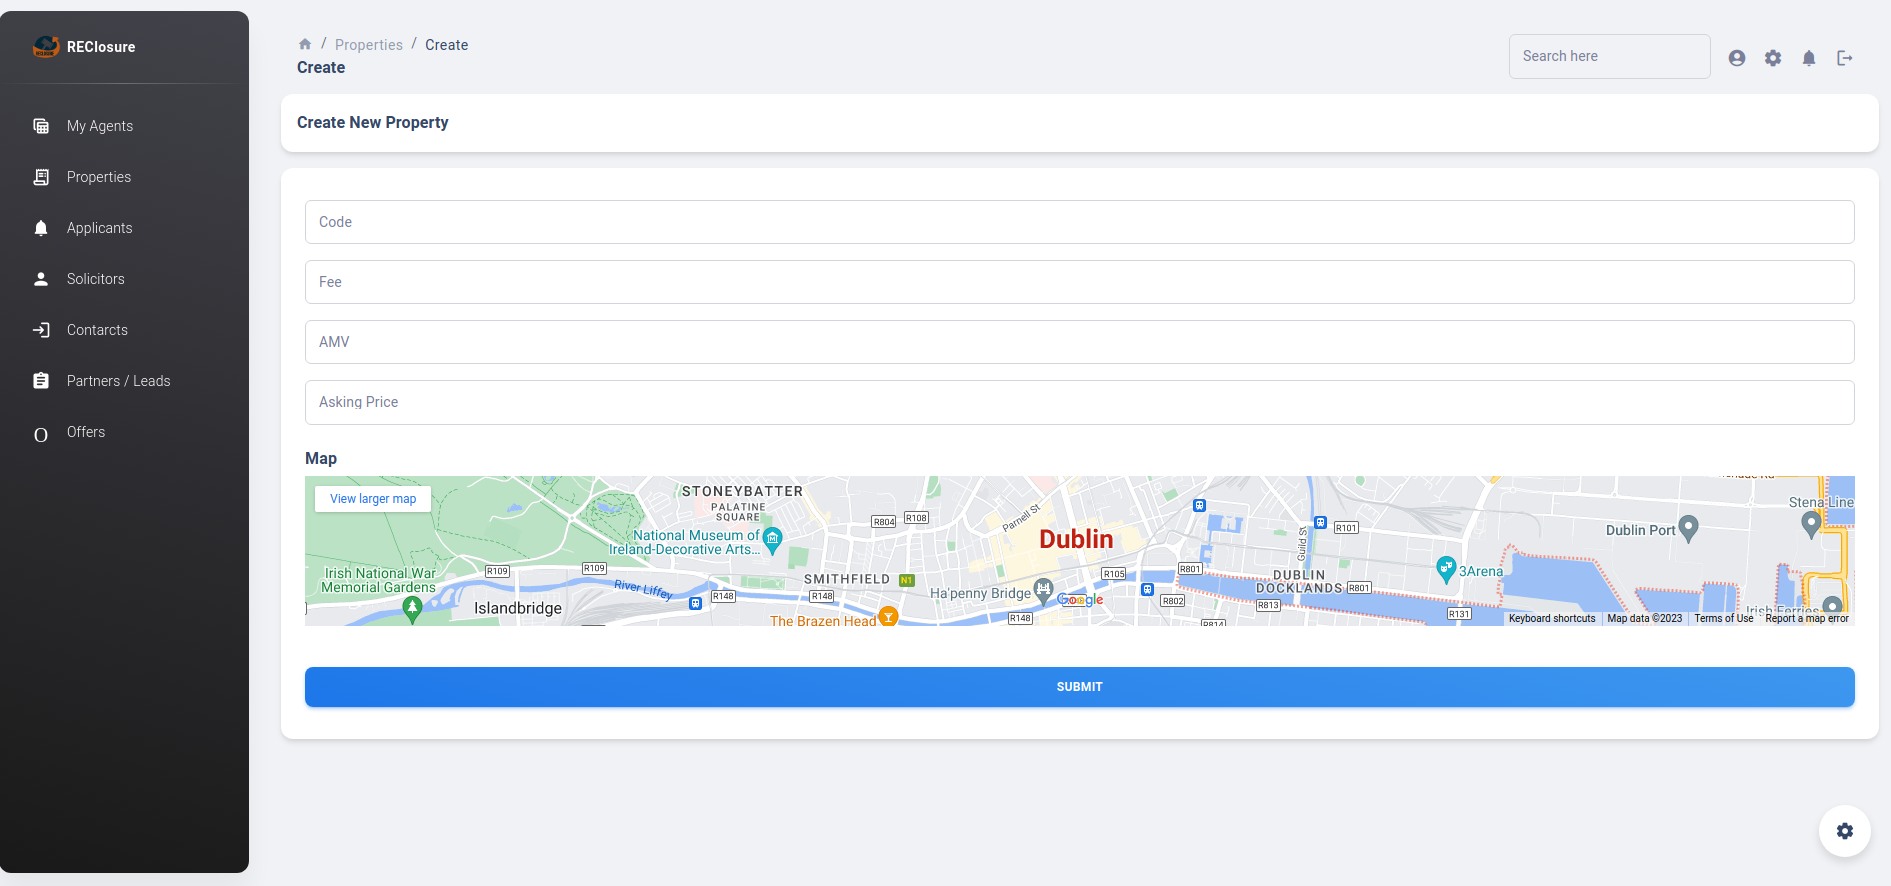 REClosure
My Agents
Properties
Applicants
Solicitors
Contarcts
Partners / Leads
O Offers
/ Properties / Create
Create
Search here
Create New Property
Code
Fee
AMV
Asking Price
Map
View larger map
STONEYBATTER
PALATINE
SQUARE
R804
R108
Parnell St
National Museum of
Ireland-Decorative Arts...
Dublin
Guild St
R101
Dublin Port
Stena Line
Irish National War
Memorial Gardens
R109
R109
SMITHFIELD
N1
R105
R801
DUBLIN
DOCKLANDS
R801
3Arena
River Liffey
Islandbridge
R148
R148
Ha'penny Bridge
Google
R802
R813
R131
Irish Ferries
The Brazen Head
R148
R814
Keyboard shortcuts
Map data ©2023
Terms of Use
Report a map error
SUBMIT